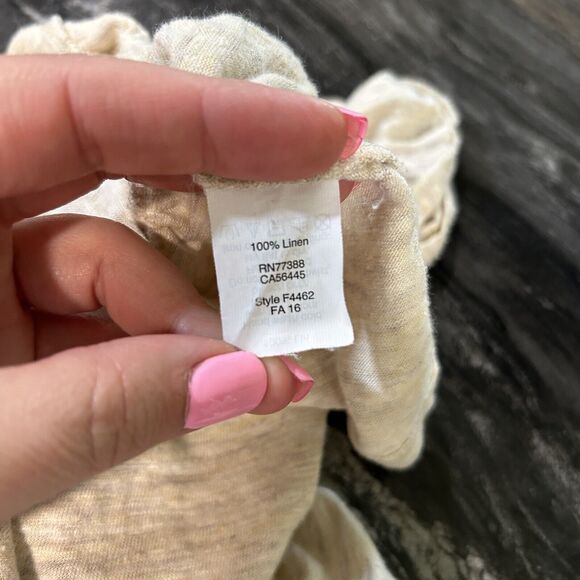 100% Linen
RN77388
CA56445
Style F4462
FA 16